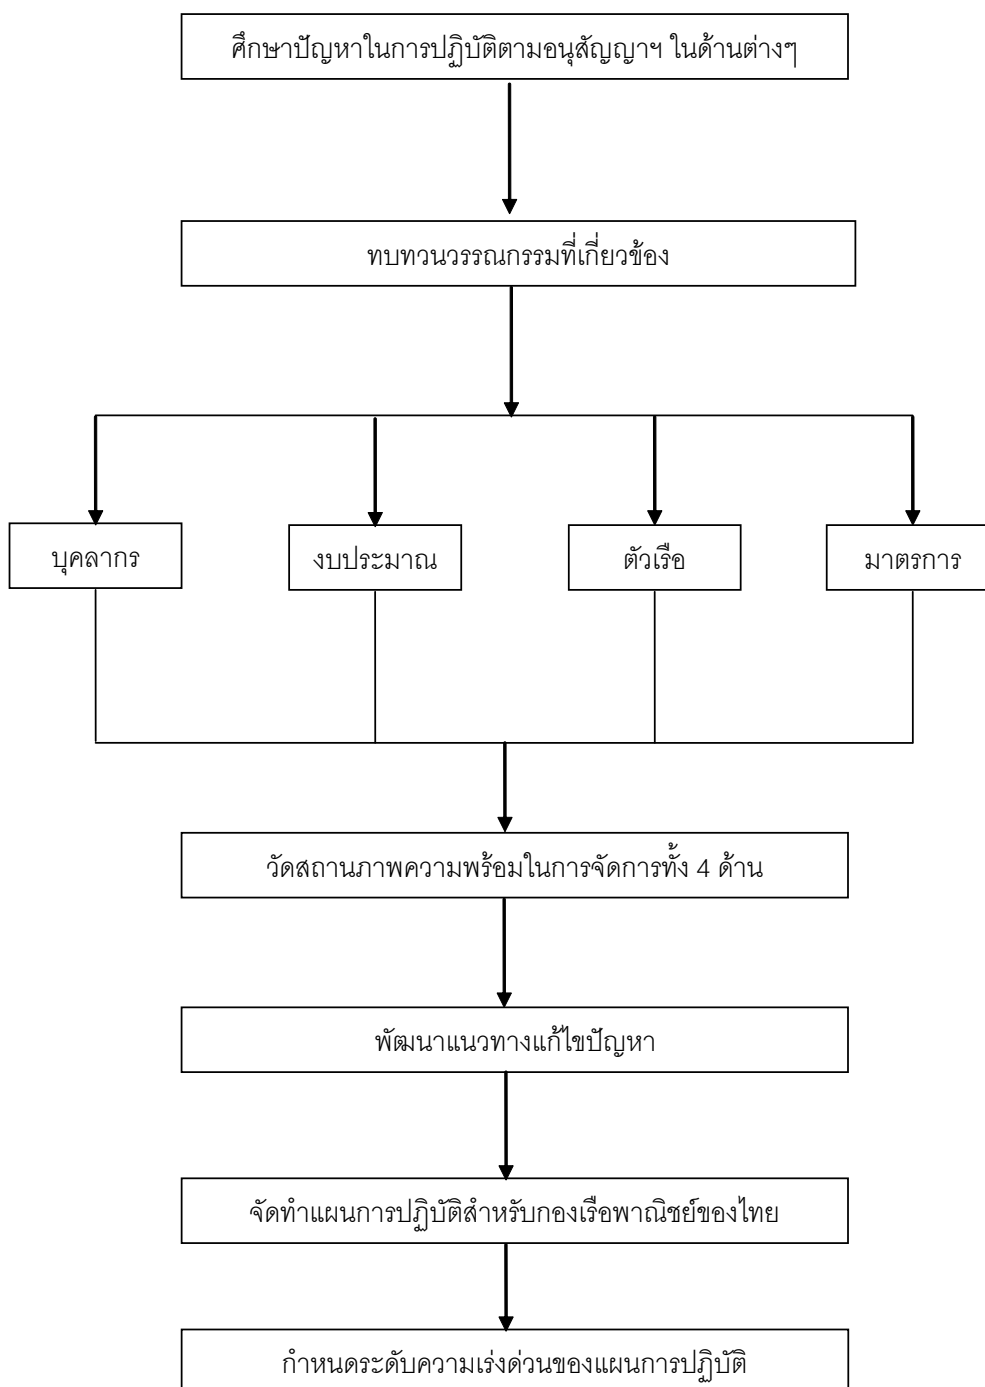 ศึกษาปัญหาในการปฏิบัติตามอนุสัญญาฯ ในด้านต่างๆ
ทบทวนวรรณกรรมที่เกี่ยวข้อง
บุคลากร
งบประมาณ
ตัวเรือ
มาตรการ
วัดสถานภาพความพร้อมในการจัดการทั้ง 4 ด้าน
พัฒนาแนวทางแก้ไขปัญหา
จัดทำแผนการปฏิบัติสำหรับกองเรือพาณิชย์ของไทย
กำหนดระดับความเร่งด่วนของแผนการปฏิบัติ